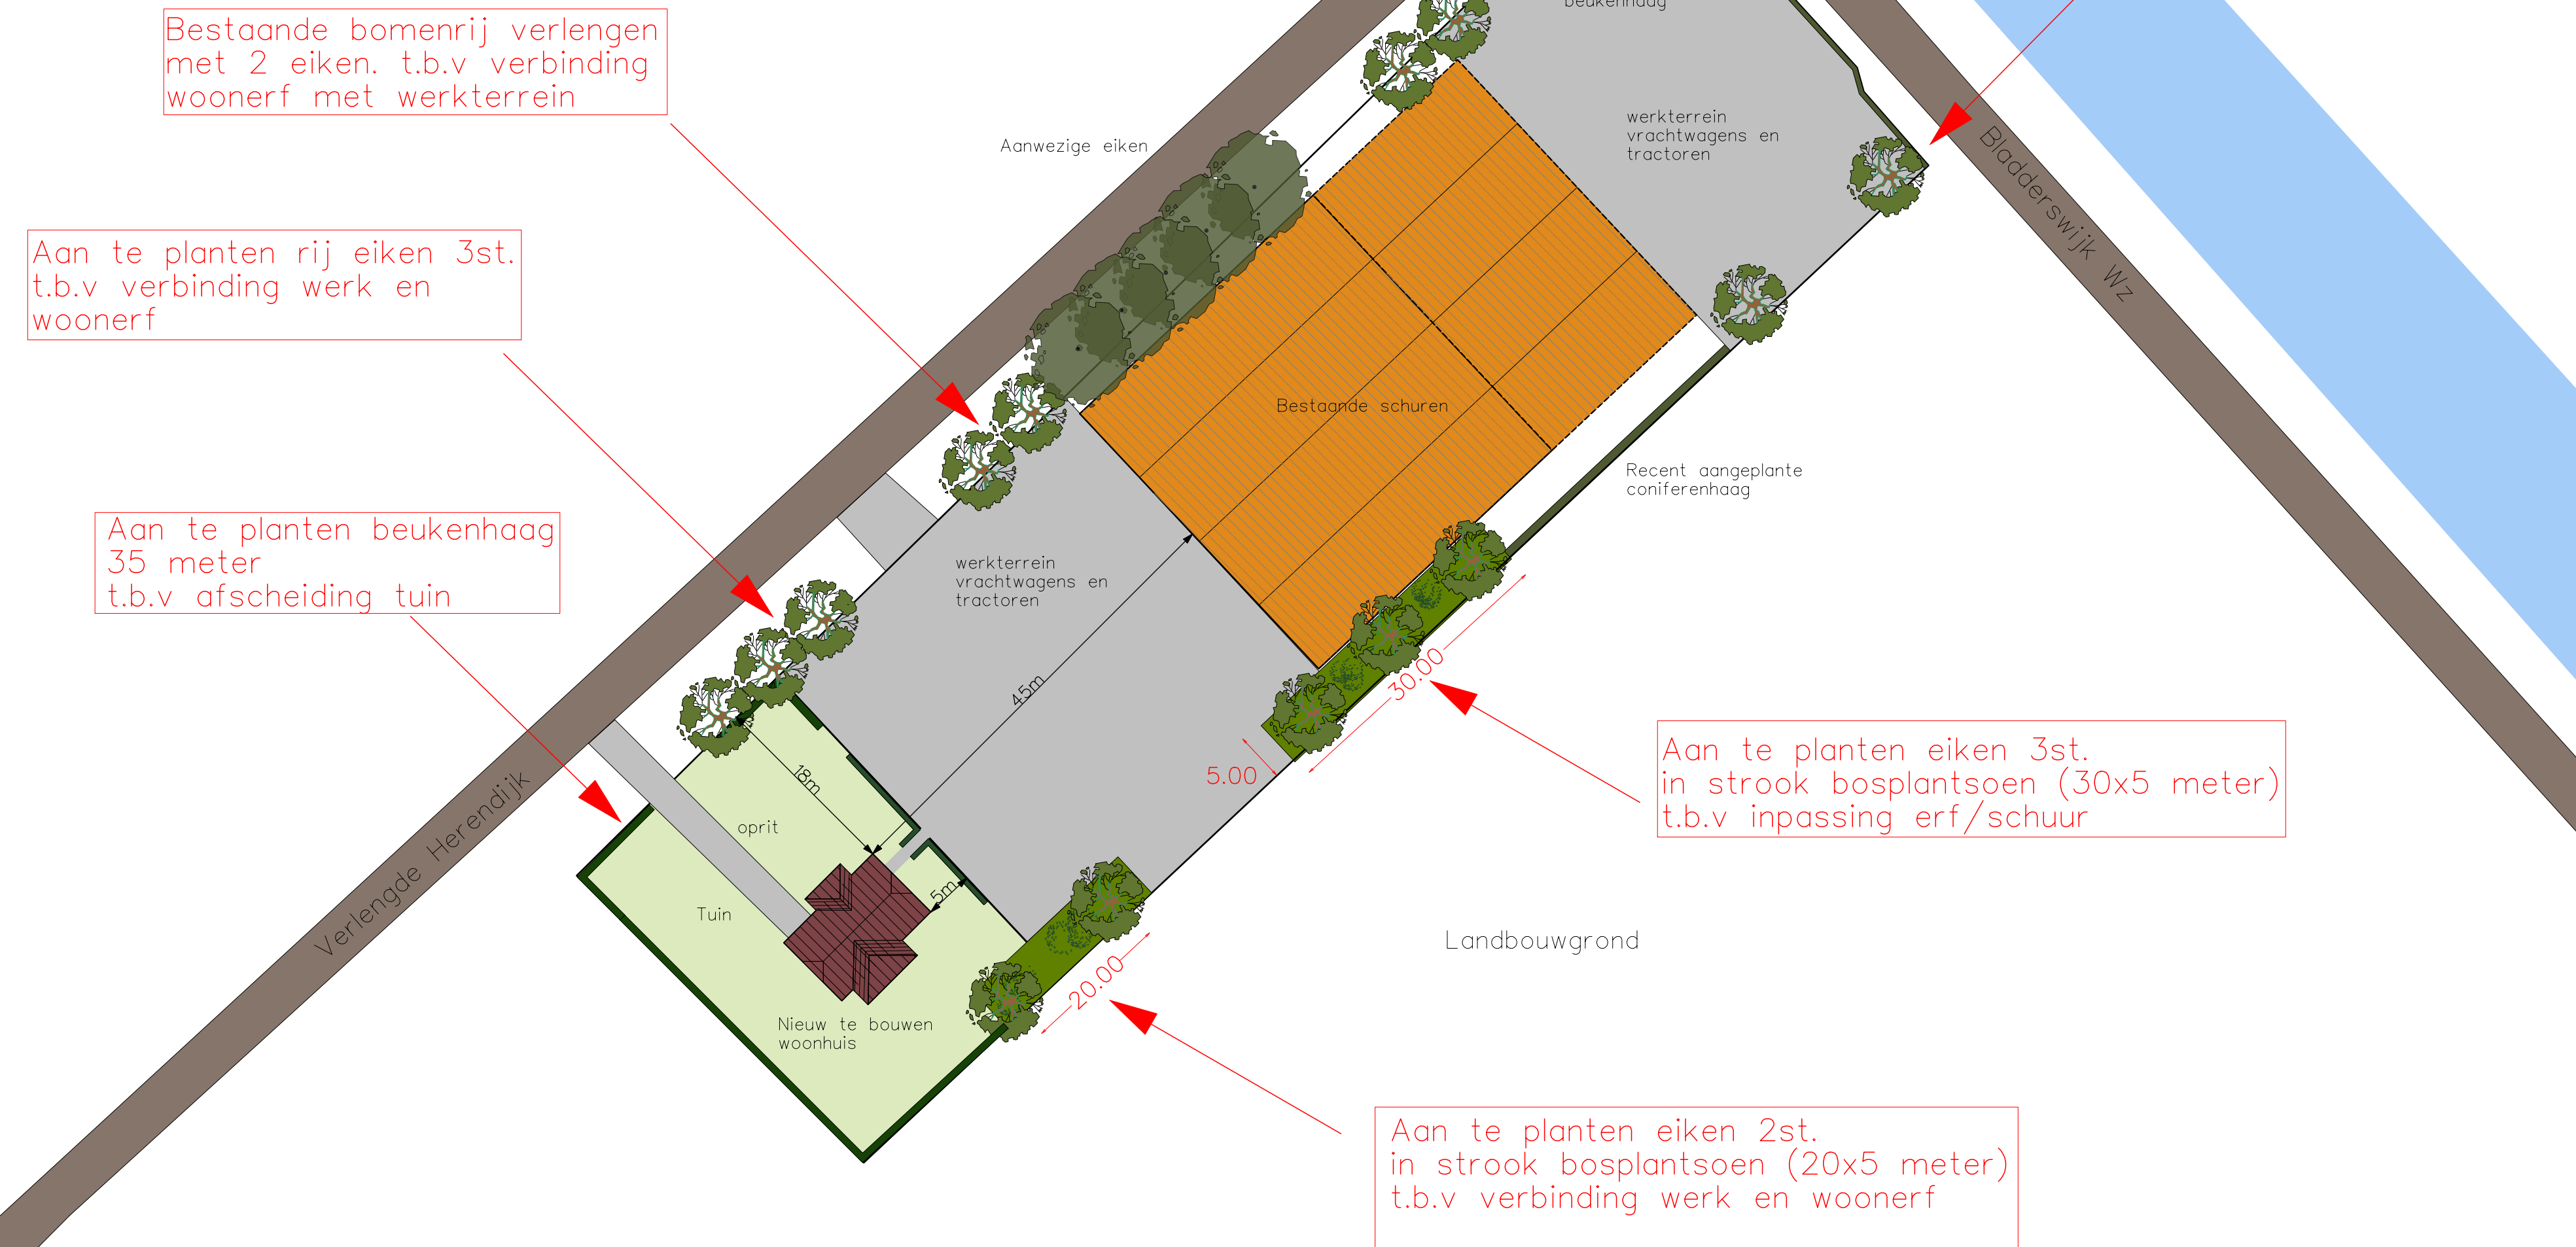 beukenhaag
Bestaande bomenrij verlengen
met 2 eiken. t.b.v verbinding
woonerf met werkterrein
Aanwezige eiken
werkterrein
vrachtwagens en
tractoren
Bladderswijk Wz
Aan te planten rij eiken 3st.
t.b.v verbinding werk en
woonerf
Bestaande schuren
Recent aangeplante
coniferenhaag
Aan te planten beukenhaag
35 meter
t.b.v afscheiding tuin
werkterrein
vrachtwagens en
tractoren
45m
30.00
5.00
18m
Aan te planten eiken 3st.
in strook bosplantsoen (30x5 meter)
t.b.v inpassing erf/schuur
oprit
Verlengde Herendijk
5m
Tuin
Landbouwgrond
20.00
Nieuw te bouwen
woonhuis
Aan te planten eiken 2st.
in strook bosplantsoen (20x5 meter)
t.b.v verbinding werk en woonerf